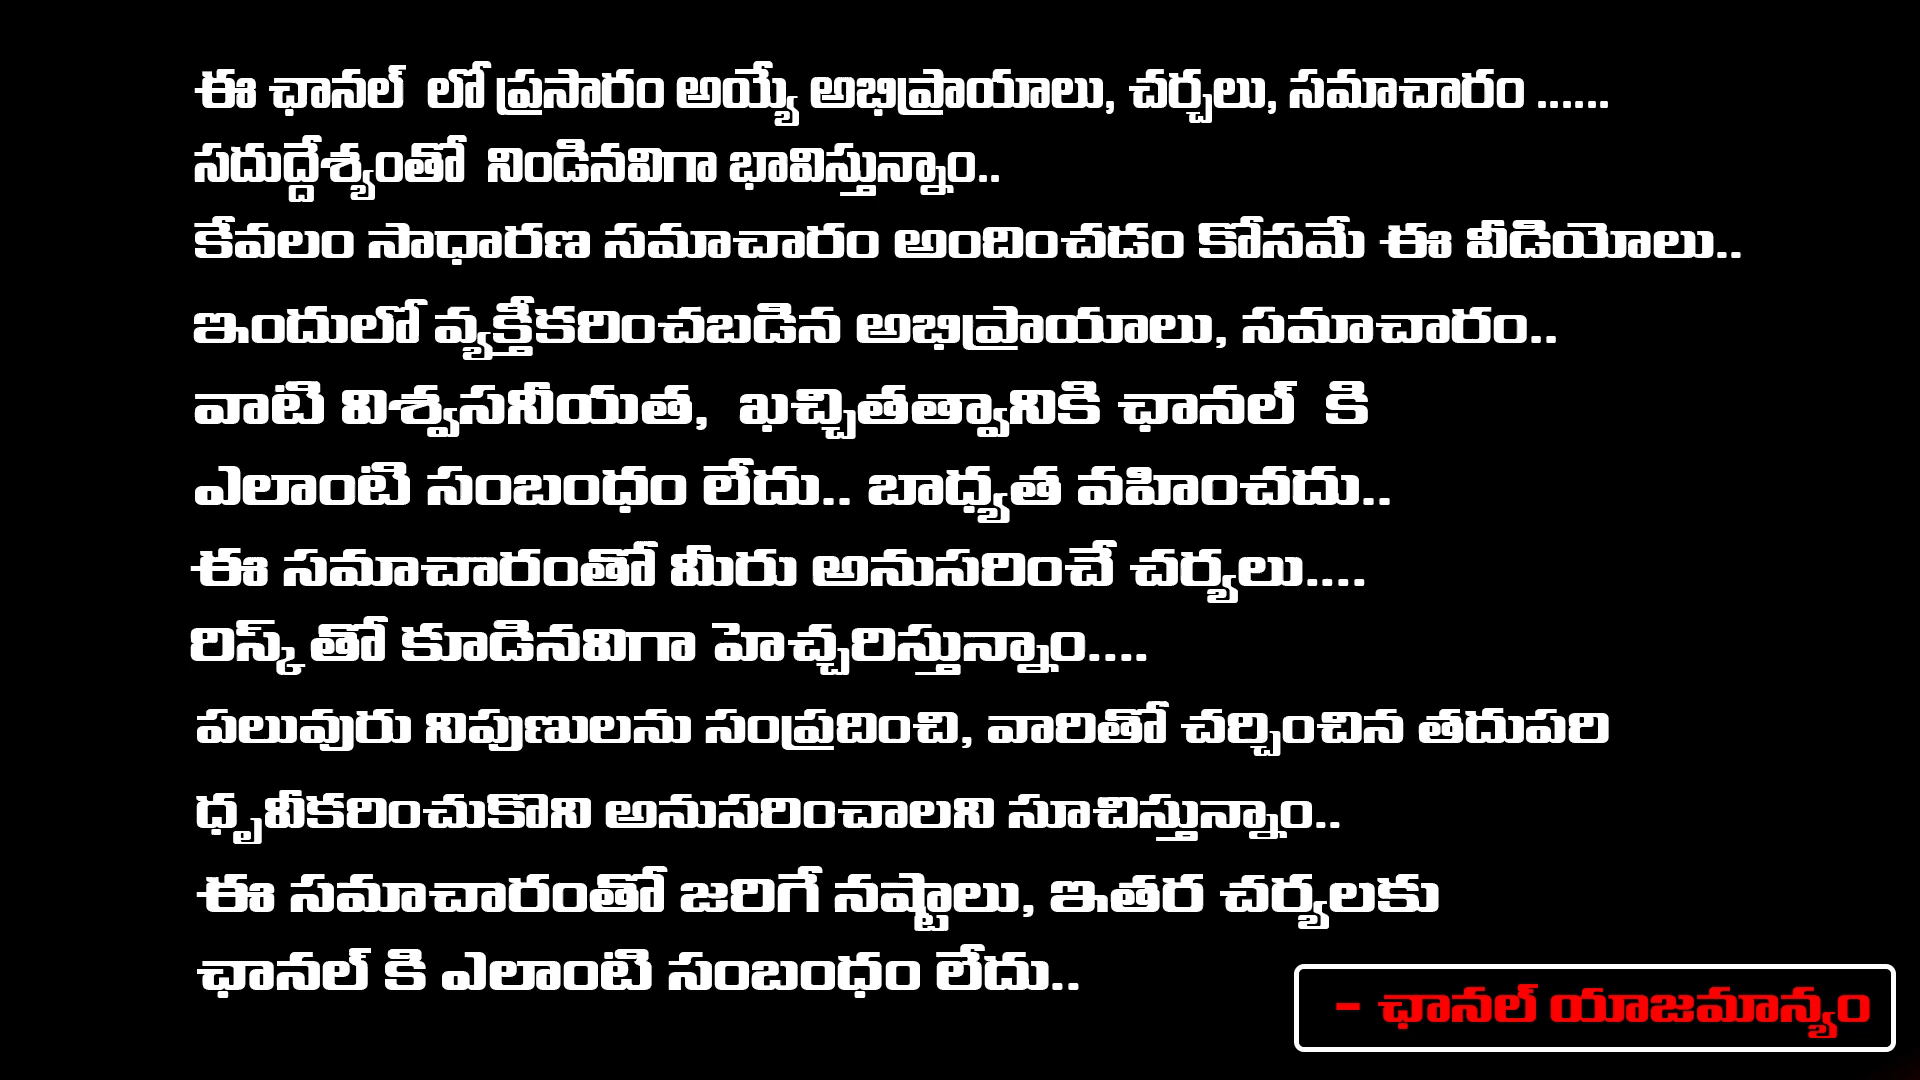 ఈ ఛానల్ లో ప్రసారం అయ్యే అభిప్రాయాలు, చర్చలు, సమాచారం ......
సదుద్దేశ్యంతో నిండినవిగా భావిస్తున్నాం..
కేవలం సాధారణ సమాచారం అందించడం కోసమే ఈ వీడియోలు..
ఇందులో వ్యక్తీకరించబడిన అభిప్రాయాలు, సమాచారం..
వాటి విశ్వసనీయత, ఖచ్చితత్వానికి ఛానల్ కి
ఎలాంటి సంబంధం లేదు.. బాధ్యత వహించదు..
ఈ సమాచారంతో మీరు అనుసరించే చర్యలు....
రిస్క్ తో కూడినవిగా హెచ్చరిస్తున్నాం....
పలువురు నిపుణులను సంప్రదించి, వారితో చర్చించిన తదుపరి
ధృవీకరించుకొని అనుసరించాలని సూచిస్తున్నాం..
ఈ సమాచారంతో జరిగే నష్టాలు, ఇతర చర్యలకు
ఛానల్ కి ఎలాంటి సంబంధం లేదు..
- ఛానల్ యాజమాన్యం